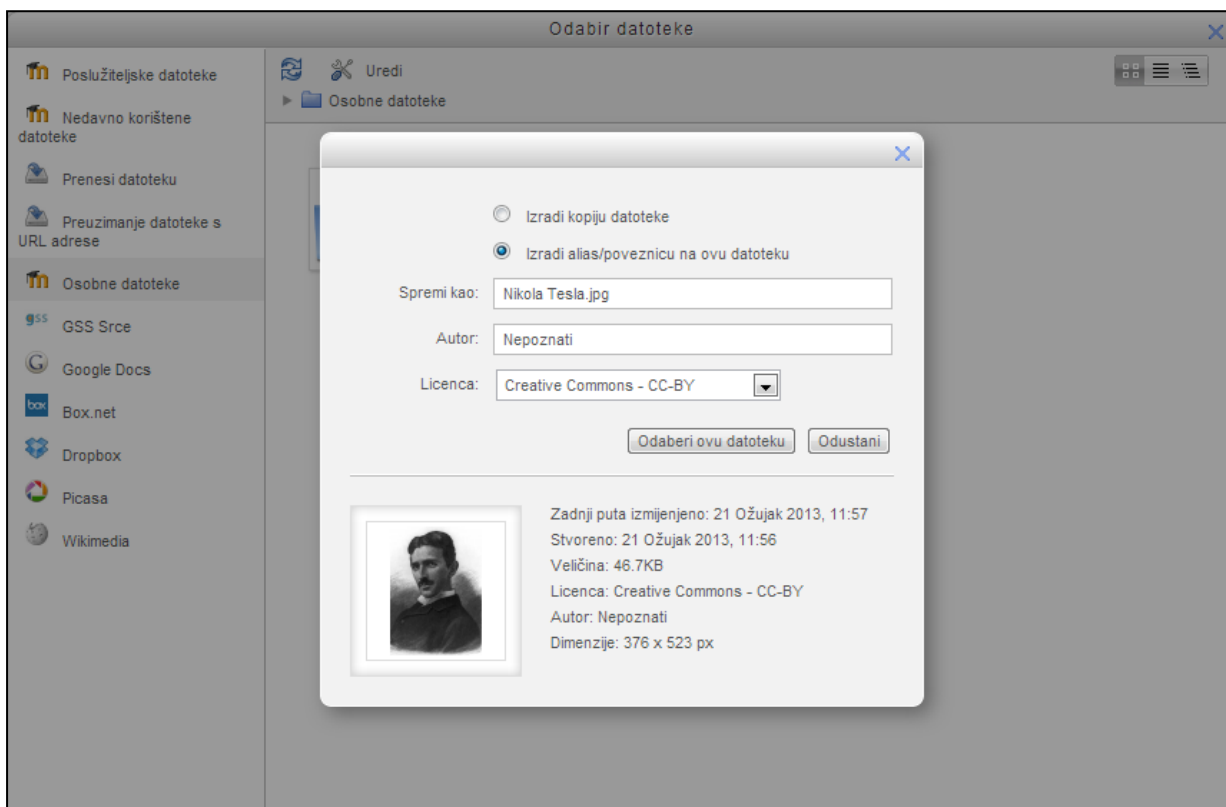 Odabir datoteke
Poslužiteljske datoteke
Nedavno korištene
datoteke
Prenesi datoteku
Preuzimanje datoteke s
URL adrese
Osobne datoteke
gss GSS Srce
G Google Docs
box Box.net
Dropbox
Picasa
Wikimedia
Uredi
Osobne datoteke
Izradi kopiju datoteke
Izradi alias/poveznicu na ovu datoteku
Spremi kao: Nikola Tesla.jpg
Autor: Nepoznati
Licenca: Creative Commons - CC-BY
Odaberi ovu datoteku Odustani
Zadnji puta izmijenjeno: 21 Ožujak 2013, 11:57
Stvoreno: 21 Ožujak 2013, 11:56
Veličina: 46.7KB
Licenca: Creative Commons - CC-BY
Autor: Nepoznati
Dimenzije: 376 x 523 px